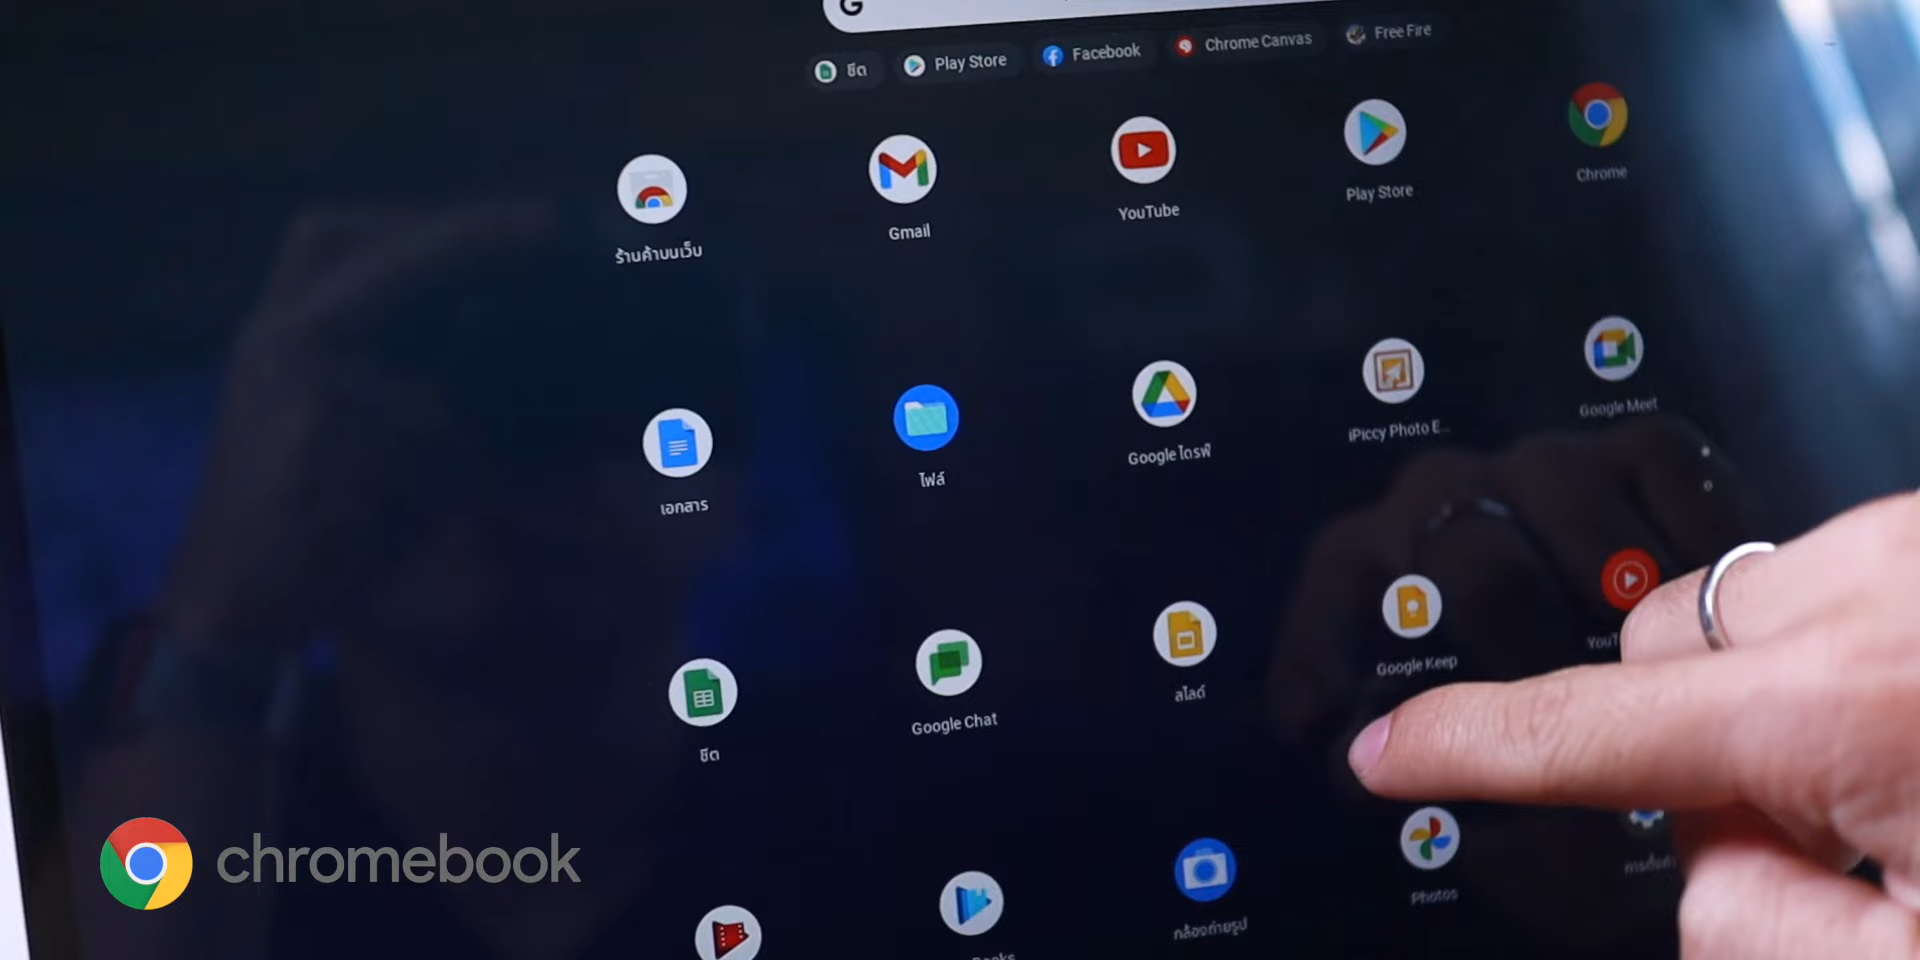 G
ชีต Play Store Facebook Chrome Canvas Free Fire
ร้านค้าบนเว็บ Gmail YouTube Play Store Chrome
เอกสาร ไฟล์ Google ไดรฟ์ iPiccy Photo E... Google Meet
ชีต Google Chat สไลด์ Google Keep
กล้องถ่ายรูป Photos
chromebook